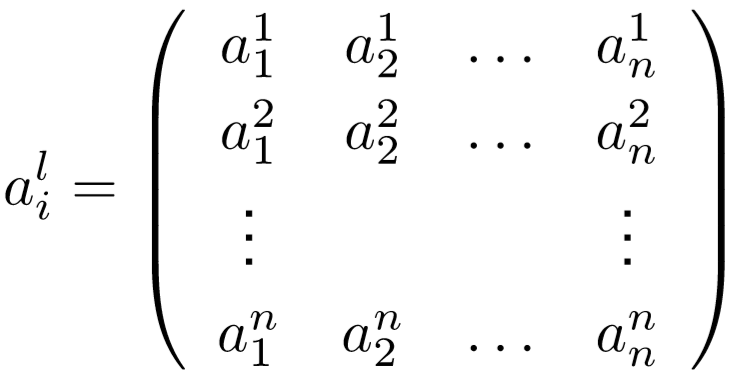 a_1^1 a_2^1 … a_n^1
a_1^2 a_2^2 … a_n^2
a_i^l = ( ⋮ ⋮ )
a_1^n a_2^n … a_n^n